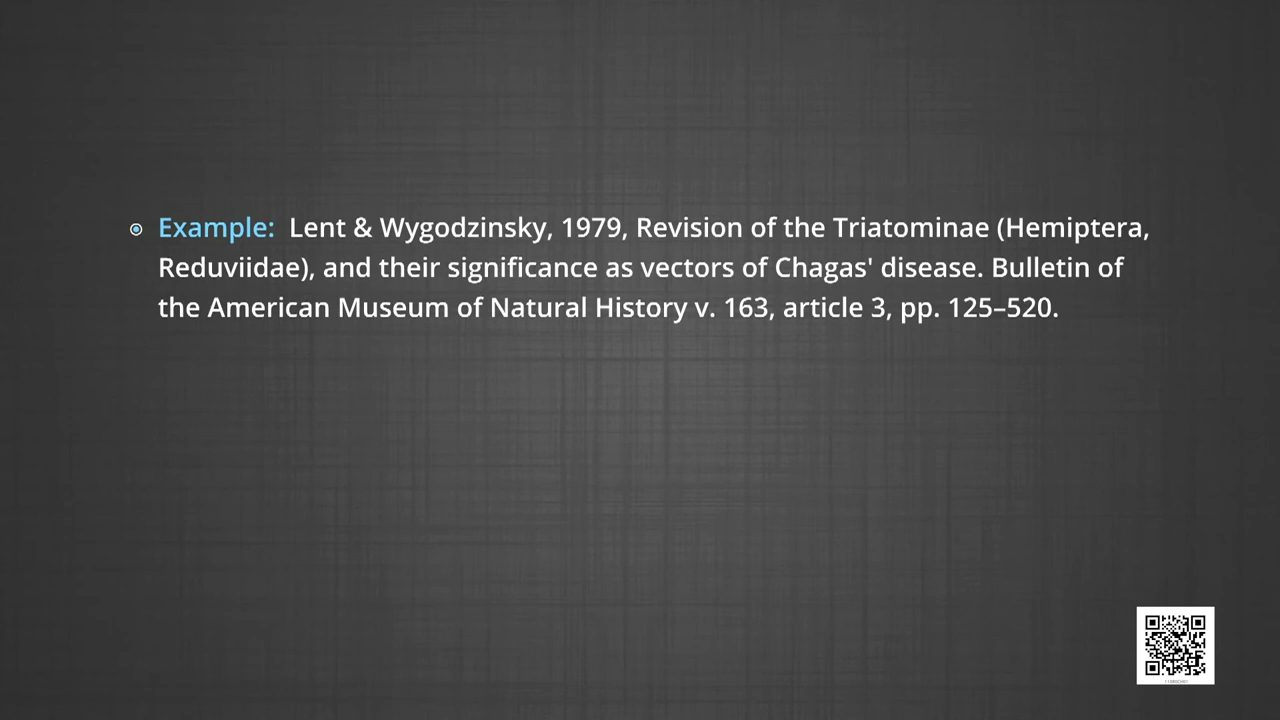 Example: Lent & Wygodzinsky, 1979, Revision of the Triatominae (Hemiptera,
Reduviidae), and their significance as vectors of Chagas' disease. Bulletin of
the American Museum of Natural History v. 163, article 3, pp. 125–520.